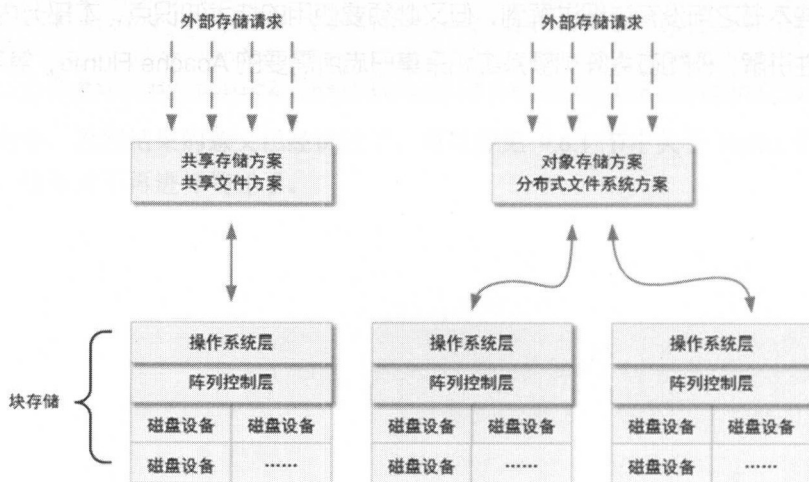 外部存储请求
外部存储请求
共享存储方案
共享文件方案
对象存储方案
分布式文件系统方案
块存储
操作系统层
阵列控制层
磁盘设备 磁盘设备
磁盘设备 ……
操作系统层
阵列控制层
磁盘设备 磁盘设备
磁盘设备 ……
操作系统层
阵列控制层
磁盘设备 磁盘设备
磁盘设备 ……